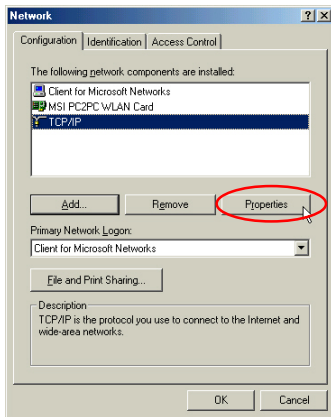 Network
Configuration Identification Access Control
The following network components are installed:
Client for Microsoft Networks
MSI PC2PC WLAN Card
TCP/IP
Add... Remove Properties
Primary Network Logon:
Client for Microsoft Networks
File and Print Sharing...
Description
TCP/IP is the protocol you use to connect to the Internet and
wide-area networks.
OK Cancel